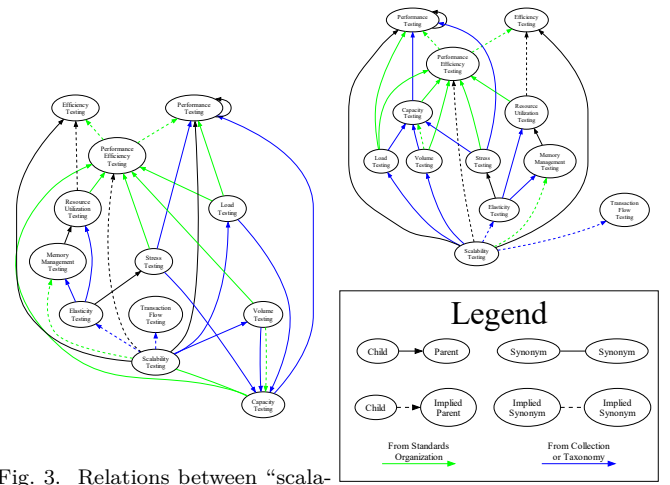 Efficiency
Testing
Performance
Testing
Performance
Efficiency
Testing
Resource
Utilization
Testing
Load
Testing
Memory
Management
Testing
Stress
Testing
Elasticity
Testing
Transaction
Flow
Testing
Volume
Testing
Scalability
Testing
Capacity
Testing
Fig. 3. Relations between “scala-
Performance
Testing
Efficiency
Testing
Performance
Efficiency
Testing
Capacity
Testing
Resource
Utilization
Testing
Load
Testing
Volume
Testing
Stress
Testing
Memory
Management
Testing
Elasticity
Testing
Transaction
Flow
Testing
Scalability
Testing
Legend
Child
Parent
Synonym
Synonym
Child
Implied
Parent
Implied
Synonym
Implied
Synonym
From Standards
Organization
From Collection
or Taxonomy